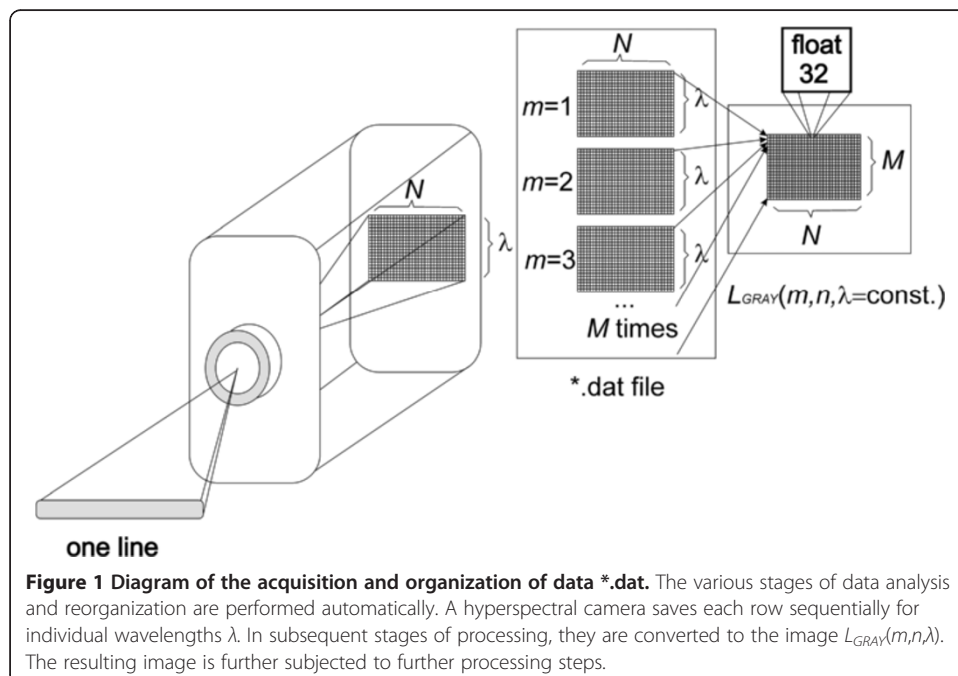 N
λ
one line
N
m=1
λ
m=2
λ
m=3
λ
...
M times
*.dat file
float
32
M
N
L_GRAY(m,n,λ=const.)
Figure 1 Diagram of the acquisition and organization of data *.dat. The various stages of data analysis
and reorganization are performed automatically. A hyperspectral camera saves each row sequentially for
individual wavelengths λ. In subsequent stages of processing, they are converted to the image L_GRAY(m,n,λ).
The resulting image is further subjected to further processing steps.